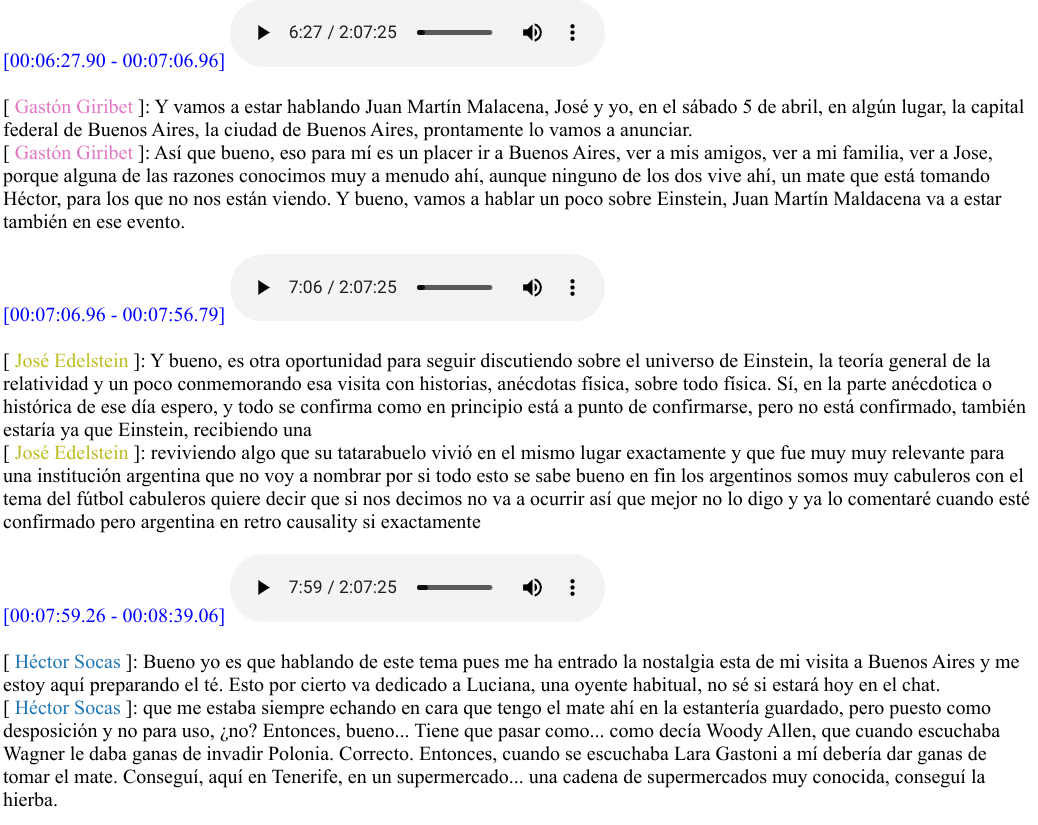 6:27 / 2:07:25
[00:06:27.90 - 00:07:06.96]
[ Gastón Giribet ]: Y vamos a estar hablando Juan Martín Malacena, José y yo, en el sábado 5 de abril, en algún lugar, la capital
federal de Buenos Aires, la ciudad de Buenos Aires, prontamente lo vamos a anunciar.
[ Gastón Giribet ]: Así que bueno, eso para mí es un placer ir a Buenos Aires, ver a mis amigos, ver a mi familia, ver a Jose,
porque alguna de las razones conocimos muy a menudo ahí, aunque ninguno de los dos vive ahí, un mate que está tomando
Héctor, para los que no nos están viendo. Y bueno, vamos a hablar un poco sobre Einstein, Juan Martín Maldacena va a estar
también en ese evento.
7:06 / 2:07:25
[00:07:06.96 - 00:07:56.79]
[ José Edelstein ]: Y bueno, es otra oportunidad para seguir discutiendo sobre el universo de Einstein, la teoría general de la
relatividad y un poco conmemorando esa visita con historias, anécdotas física, sobre todo física. Sí, en la parte anécdotica o
histórica de ese día espero, y todo se confirma como en principio está a punto de confirmarse, pero no está confirmado, también
estaría ya que Einstein, recibiendo una
[ José Edelstein ]: reviviendo algo que su tatarabuelo vivió en el mismo lugar exactamente y que fue muy muy relevante para
una institución argentina que no voy a nombrar por si todo esto se sabe bueno en fin los argentinos somos muy cabuleros con el
tema del fútbol cabuleros quiere decir que si nos decimos no va a ocurrir así que mejor no lo digo y ya lo comentaré cuando esté
confirmado pero argentina en retro causality si exactamente
7:59 / 2:07:25
[00:07:59.26 - 00:08:39.06]
[ Héctor Socas ]: Bueno yo es que hablando de este tema pues me ha entrado la nostalgia esta de mi visita a Buenos Aires y me
estoy aquí preparando el té. Esto por cierto va dedicado a Luciana, una oyente habitual, no sé si estará hoy en el chat.
[ Héctor Socas ]: que me estaba siempre echando en cara que tengo el mate ahí en la estantería guardado, pero puesto como
desposición y no para uso, ¿no? Entonces, bueno... Tiene que pasar como... como decía Woody Allen, que cuando escuchaba
Wagner le daba ganas de invadir Polonia. Correcto. Entonces, cuando se escuchaba Lara Gastoni a mí debería dar ganas de
tomar el mate. Conseguí, aquí en Tenerife, en un supermercado... una cadena de supermercados muy conocida, conseguí la
hierba.